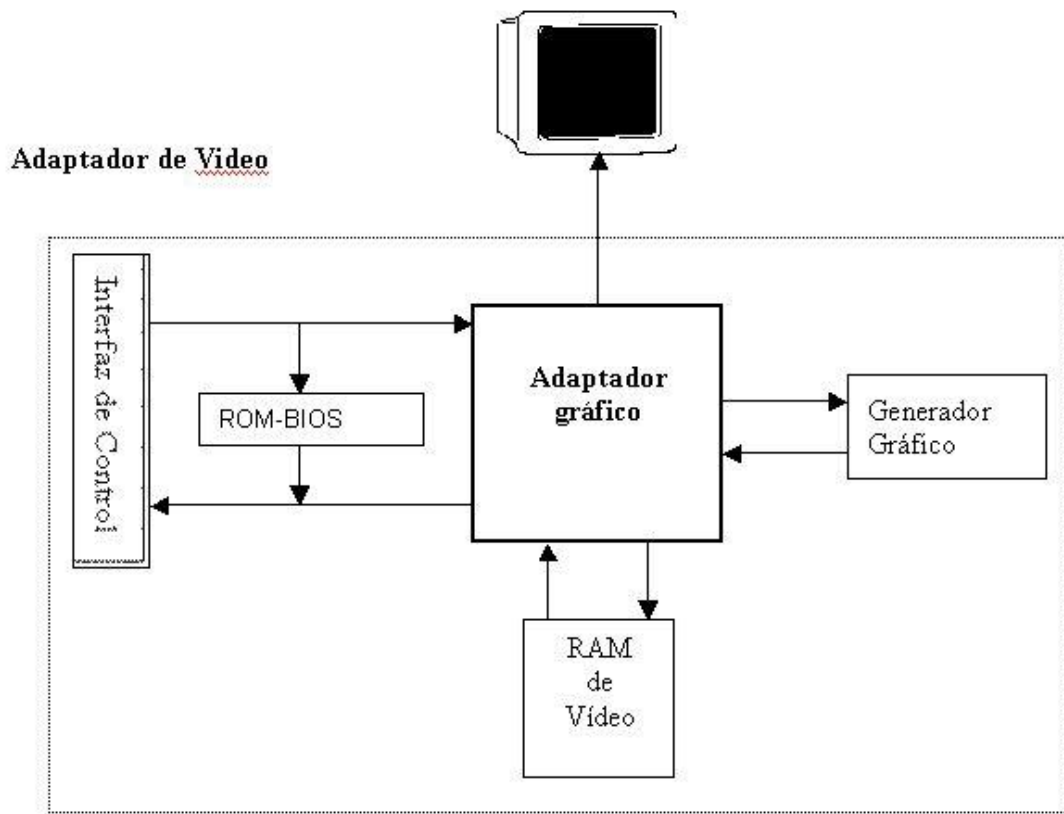 Adaptador de Video
Interfaz de Control
ROM-BIOS
Adaptador
gráfico
Generador
Gráfico
RAM
de
Vídeo